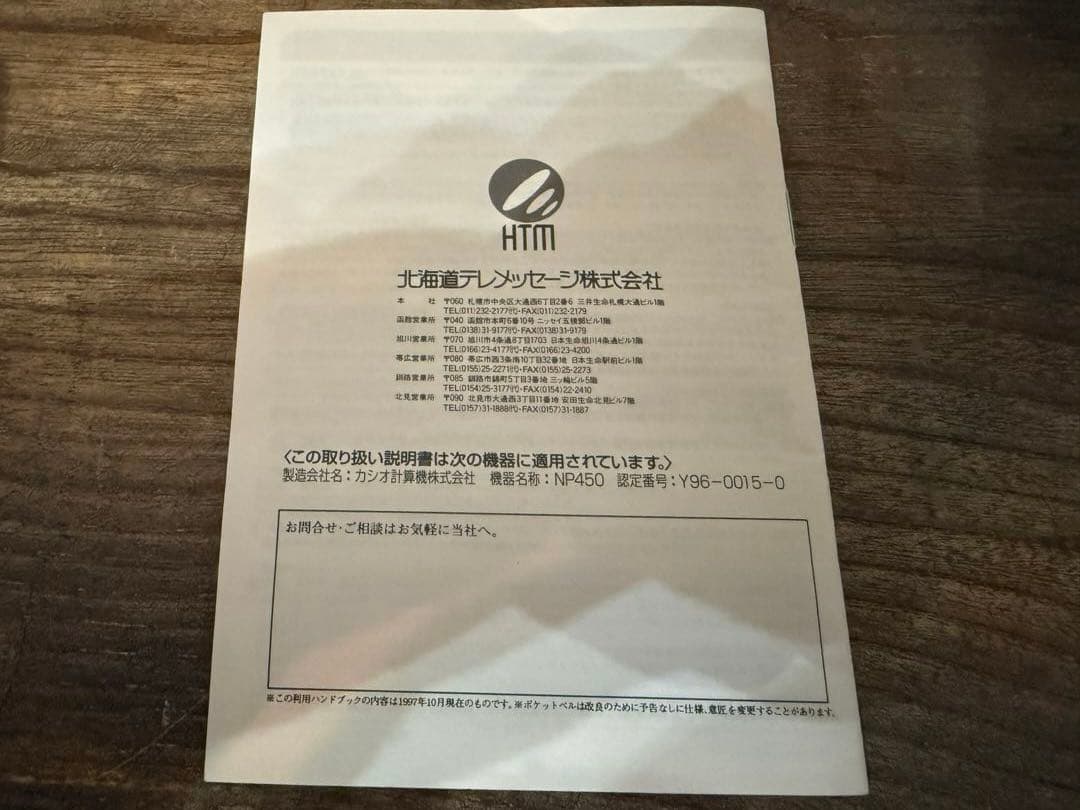 HTM
北海道テレメッセージ株式会社
本 社 〒060 札幌市中央区大通西6丁目2番6 三井生命札幌大通ビル1階
TEL(011)232-2177㈹・FAX(011)232-2179
函館営業所 〒040 函館市本町6番10号 ニッセイ五稜郭ビル1階
TEL(0138)31-9177㈹・FAX(0138)31-9179
旭川営業所 〒070 旭川市4条通8丁目1703 日本生命旭川4条通ビル1階
TEL(0166)23-4177㈹・FAX(0166)23-4200
帯広営業所 〒080 帯広市西3条南10丁目32番地 日本生命駅前ビル1階
TEL(0155)25-2271㈹・FAX(0155)25-2273
釧路営業所 〒085 釧路市錦町5丁目3番地 三ッ輪ビル5階
TEL(0154)25-3177㈹・FAX(0154)22-2410
北見営業所 〒090 北見市大通西3丁目11番地 安田生命北見ビル7階
TEL(0157)31-1888㈹・FAX(0157)31-1887
〈この取り扱い説明書は次の機器に適用されています。〉
製造会社名：カシオ計算機株式会社 機器名称：NP450 認定番号：Y96-0015-0
お問合せ・ご相談はお気軽に当社へ。
※この利用ハンドブックの内容は1997年10月現在のものです。※ポケットベルは改良のために予告なしに仕様、意匠を変更することがあります。